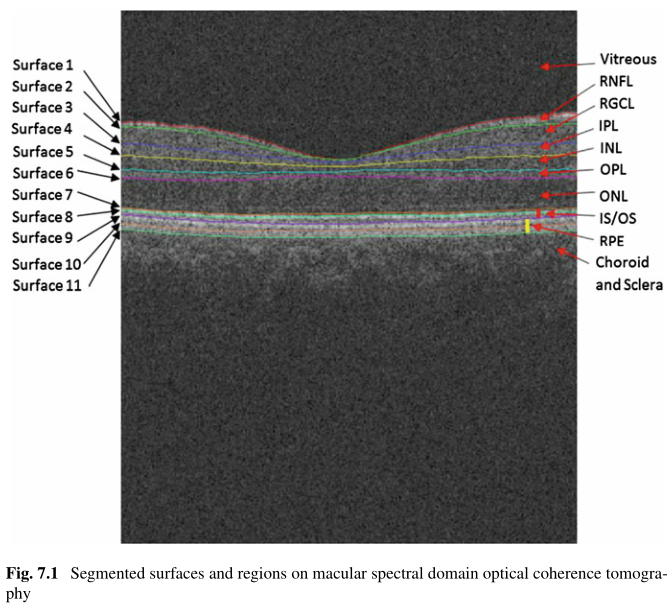 Surface 1
Surface 2
Surface 3
Surface 4
Surface 5
Surface 6
Surface 7
Surface 8
Surface 9
Surface 10
Surface 11
Vitreous
RNFL
RGCL
IPL
INL
OPL
ONL
IS/OS
RPE
Choroid
and Sclera
Fig. 7.1 Segmented surfaces and regions on macular spectral domain optical coherence tomogra-
phy